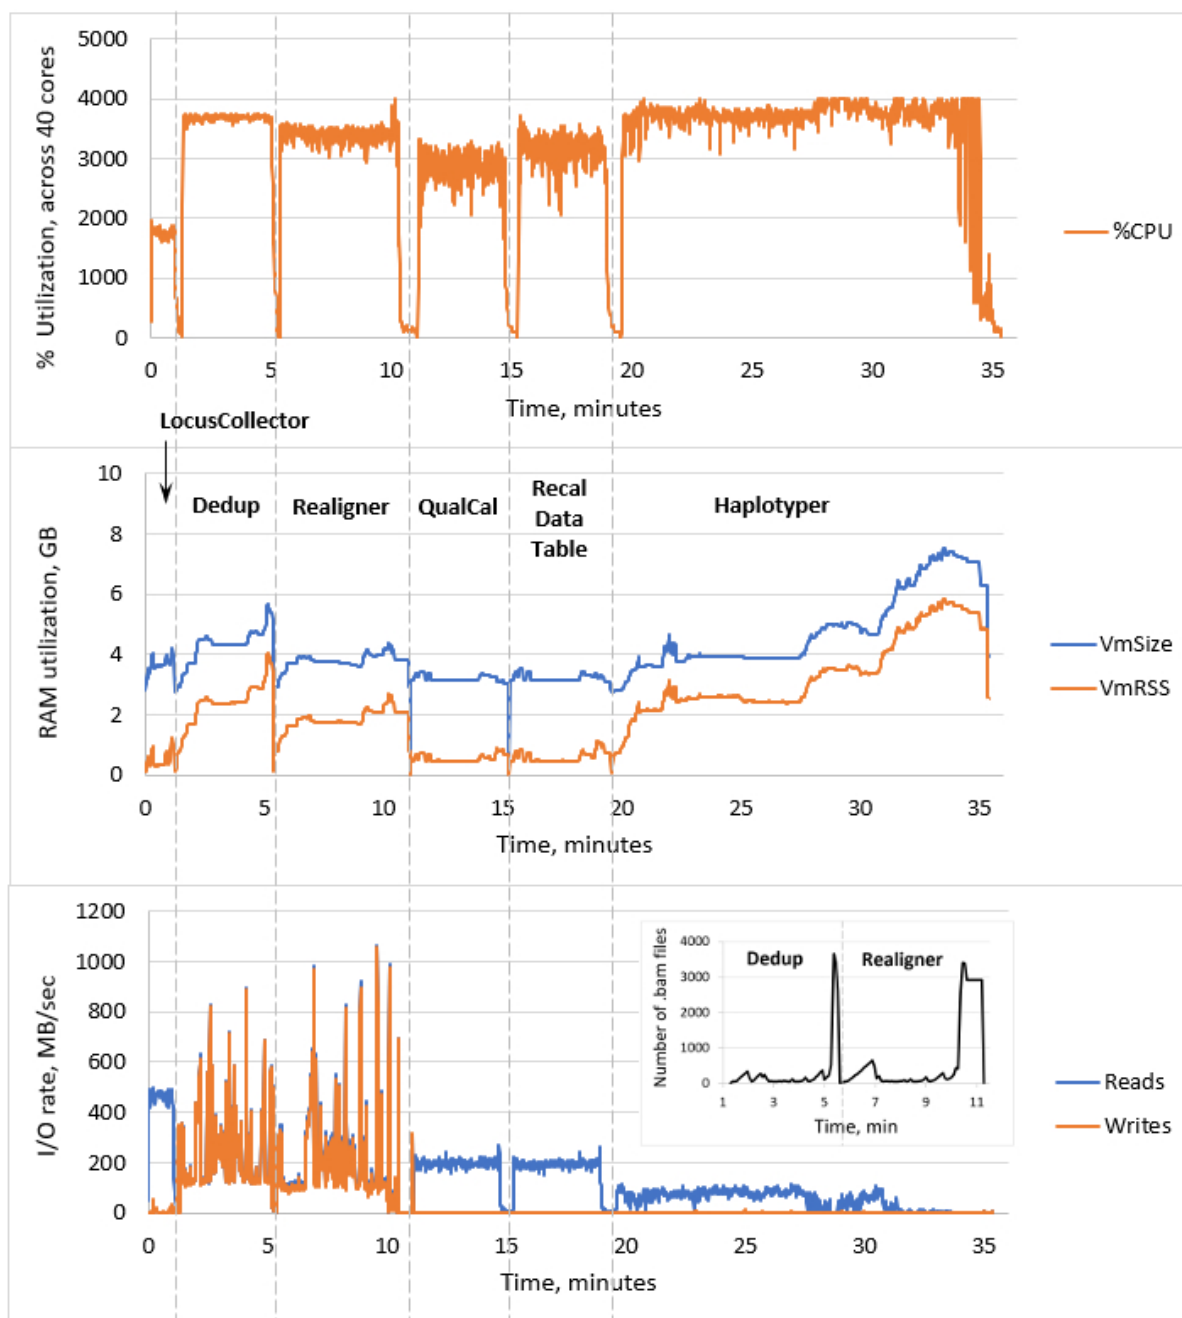 % Utilization, across 40 cores
5000
4000
3000
2000
1000
0
%CPU
0 5 10 15 20 25 30 35
Time, minutes
LocusCollector
RAM utilization, GB
10
8
6
4
2
0
Dedup
Realigner
QualCal
Recal
Data
Table
Haplotyper
VmSize
VmRSS
0 5 10 15 20 25 30 35
Time, minutes
I/O rate, MB/sec
1200
1000
800
600
400
200
0
Number of .bam files
4000
3000
2000
1000
0
Dedup
Realigner
1 3 5 7 9 11
Time, min
Reads
Writes
0 5 10 15 20 25 30 35
Time, minutes